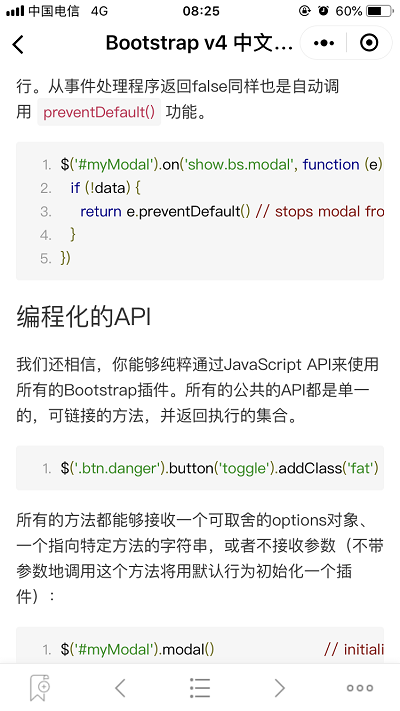 中国电信 4G 08:25 60%
Bootstrap v4 中文...
行。从事件处理程序返回false同样也是自动调
用 preventDefault() 功能。
1. $('#myModal').on('show.bs.modal', function (e)
2. if (!data) {
3. return e.preventDefault() // stops modal fro
4. }
5. })
编程化的API
我们还相信，你能够纯粹通过JavaScript API来使用
所有的Bootstrap插件。所有的公共的API都是单一
的，可链接的方法，并返回执行的集合。
1. $('.btn.danger').button('toggle').addClass('fat')
所有的方法都能够接收一个可取舍的options对象、
一个指向特定方法的字符串，或者不接收参数（不带
参数地调用这个方法将用默认行为初始化一个插
件）：
1. $('#myModal').modal() // initiali